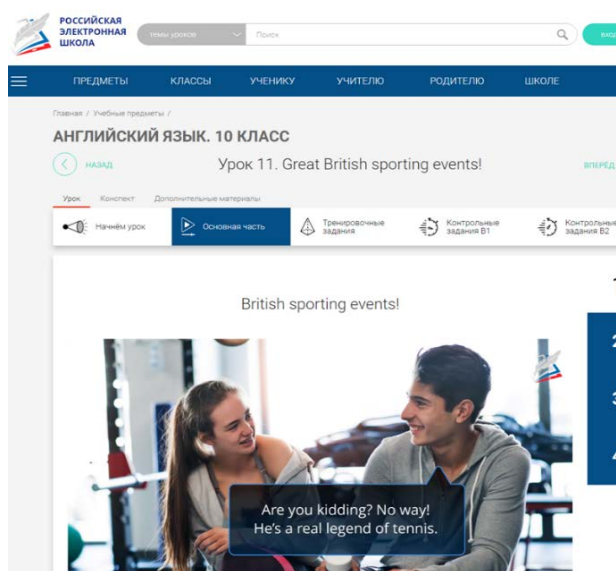 РОССИЙСКАЯ
ЭЛЕКТРОННАЯ
ШКОЛА
темы уроков
Поиск
ВХОД
ПРЕДМЕТЫ КЛАССЫ УЧЕНИКУ УЧИТЕЛЮ РОДИТЕЛЮ ШКОЛЕ
Главная / Учебные предметы /
АНГЛИЙСКИЙ ЯЗЫК. 10 КЛАСС
НАЗАД
Урок 11. Great British sporting events!
ВПЕРЁД
Урок Конспект Дополнительные материалы
Начнём урок
Основная часть
Тренировочные
задания
Контрольные
задания B1
Контрольные
задания B2
British sporting events!
Are you kidding? No way!
He's a real legend of tennis.